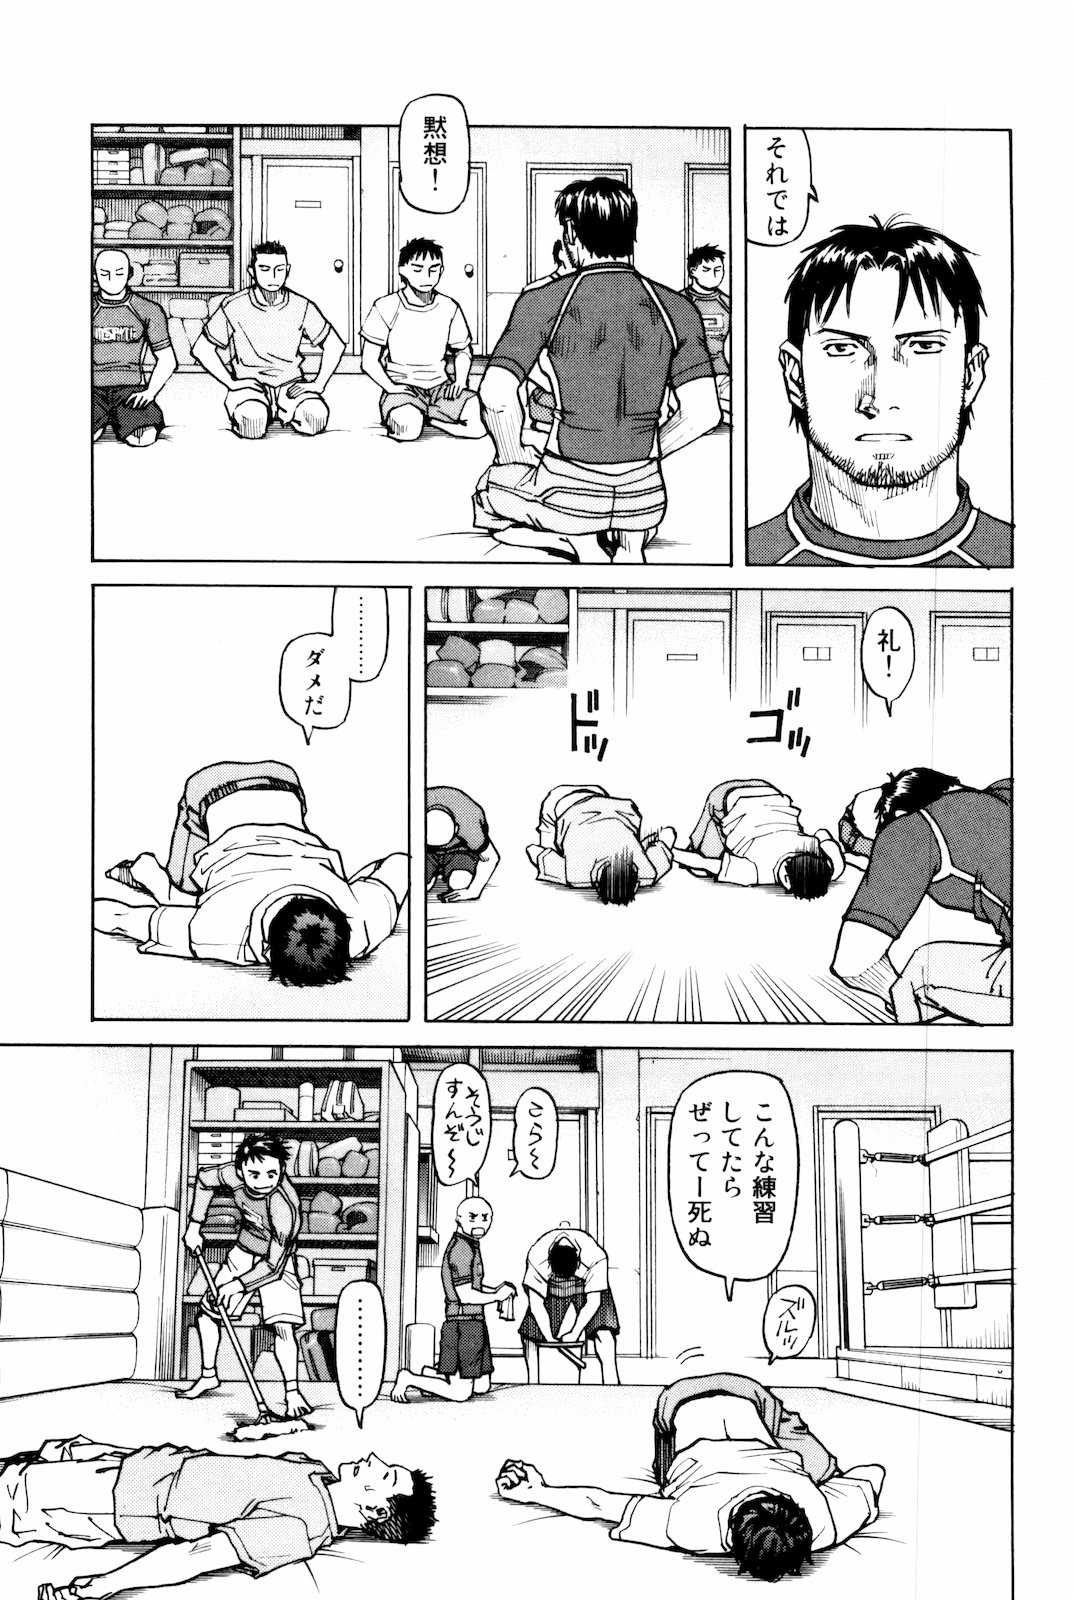 それでは
黙想！
礼！
ゴッ
ドッ
………
ダメだ
こんな練習
してたら
ぜってー死ぬ
ズルッ
こら〜
そうじ
すんぞ〜
………